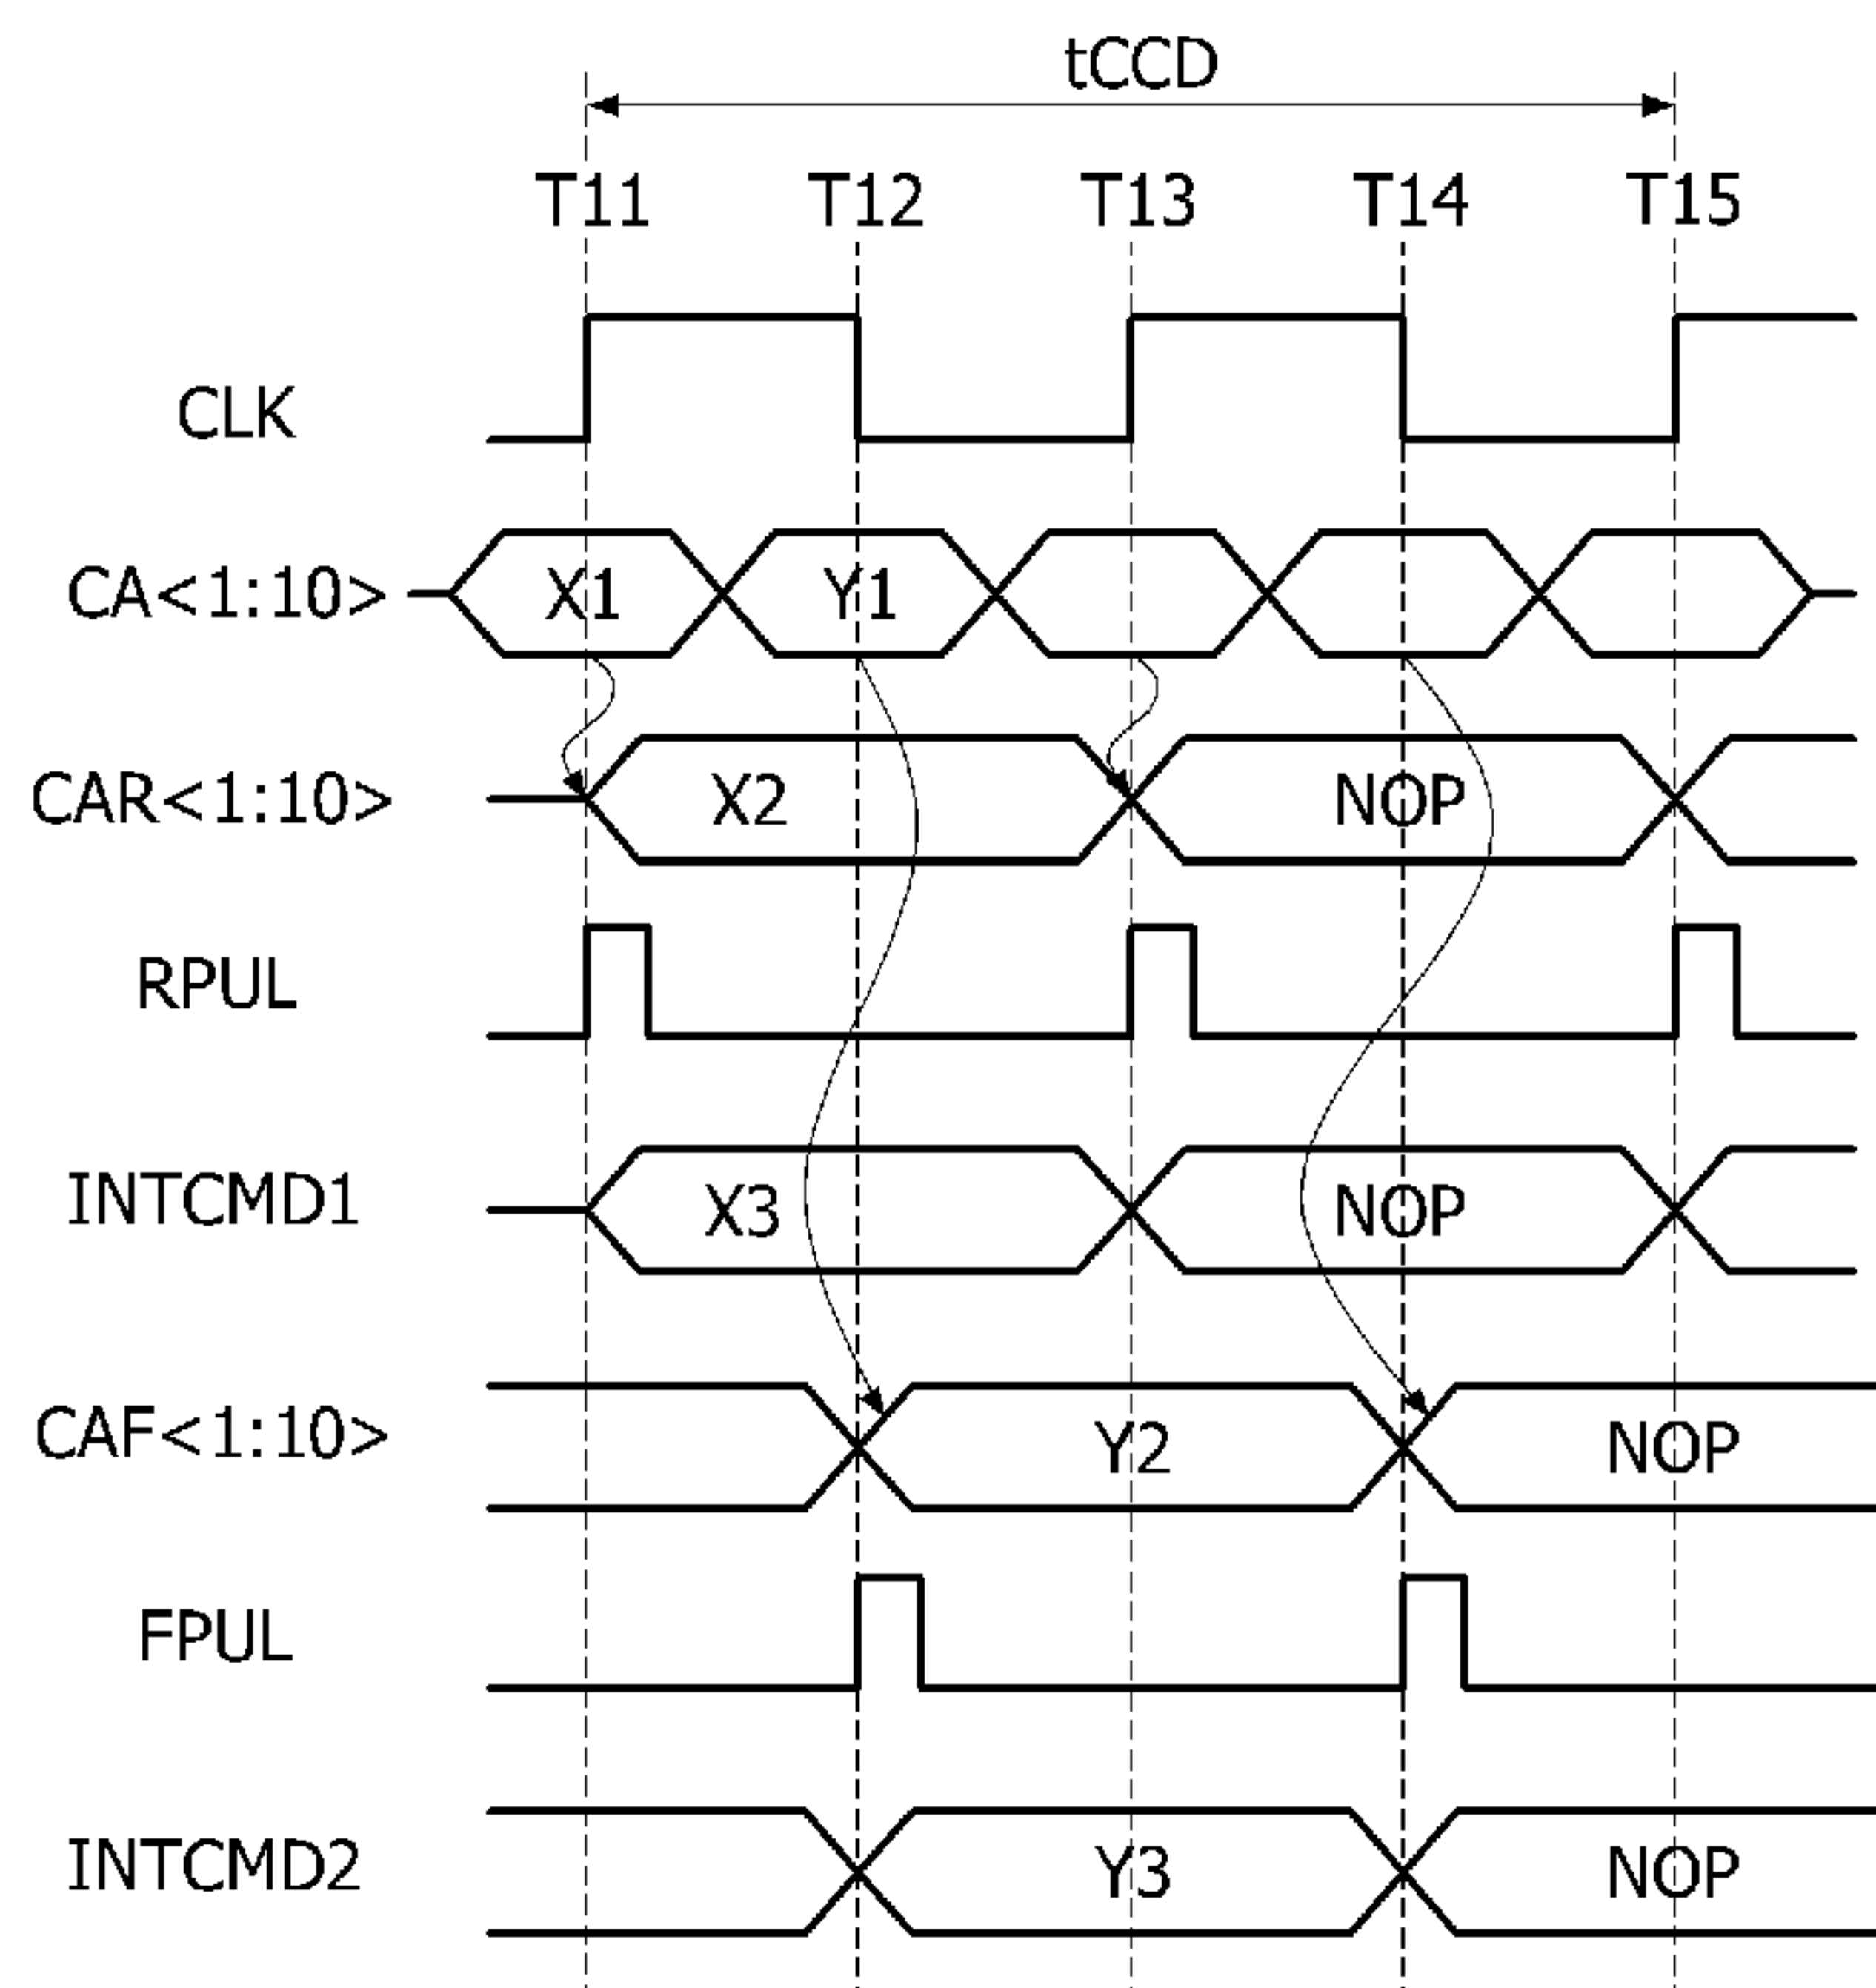 tCCD
T11 T12 T13 T14 T15
CLK
CA<1:10> X1 Y1
CAR<1:10> X2 NOP
RPUL
INTCMD1 X3 NOP
CAF<1:10> Y2 NOP
FPUL
INTCMD2 Y3 NOP